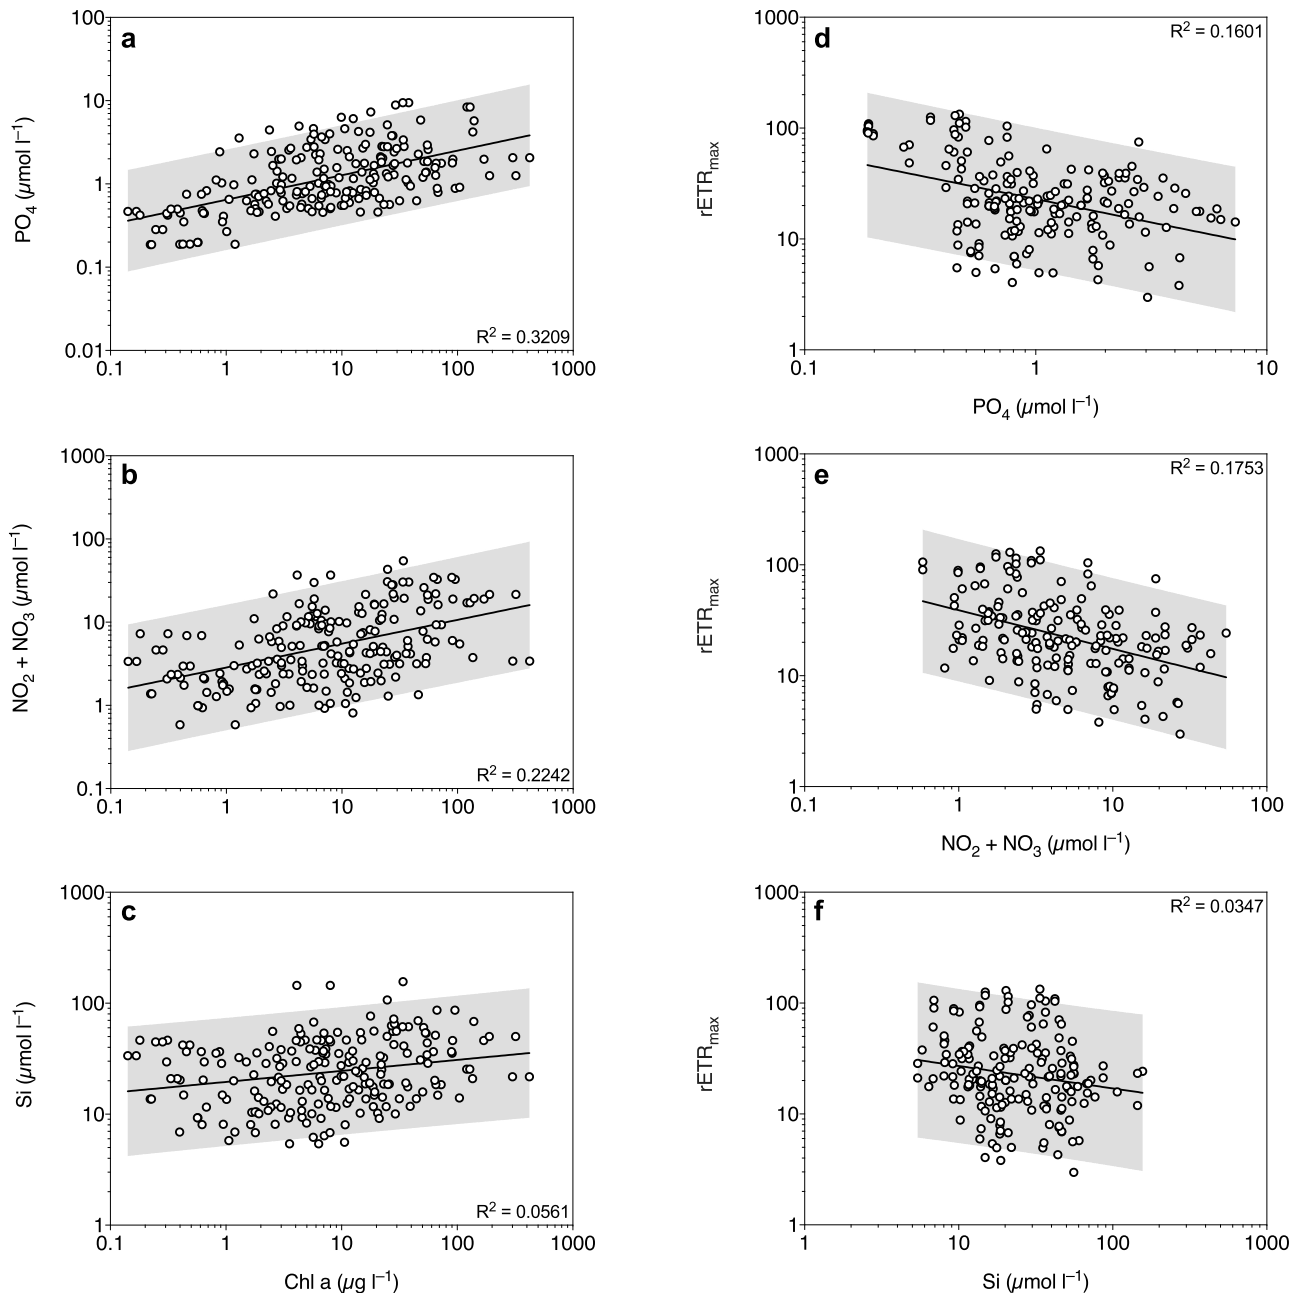 a
100
10
1
0.1
0.01
PO4 (µmol l–1)
R2 = 0.3209
0.1 1 10 100 1000
d
R2 = 0.1601
1000
100
10
1
rETRmax
0.1 1 10
PO4 (µmol l–1)
b
1000
100
10
1
0.1
NO2 + NO3 (µmol l–1)
R2 = 0.2242
0.1 1 10 100 1000
e
R2 = 0.1753
1000
100
10
1
rETRmax
0.1 1 10 100
NO2 + NO3 (µmol l–1)
c
1000
100
10
1
Si (µmol l–1)
R2 = 0.0561
0.1 1 10 100 1000
Chl a (µg l–1)
f
R2 = 0.0347
1000
100
10
1
rETRmax
1 10 100 1000
Si (µmol l–1)